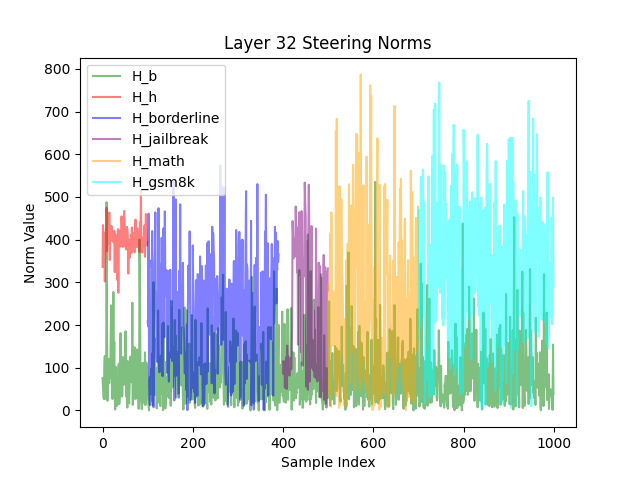 Layer 32 Steering Norms
H_b
H_h
H_borderline
H_jailbreak
H_math
H_gsm8k
Norm Value
800
700
600
500
400
300
200
100
0
0 200 400 600 800 1000
Sample Index